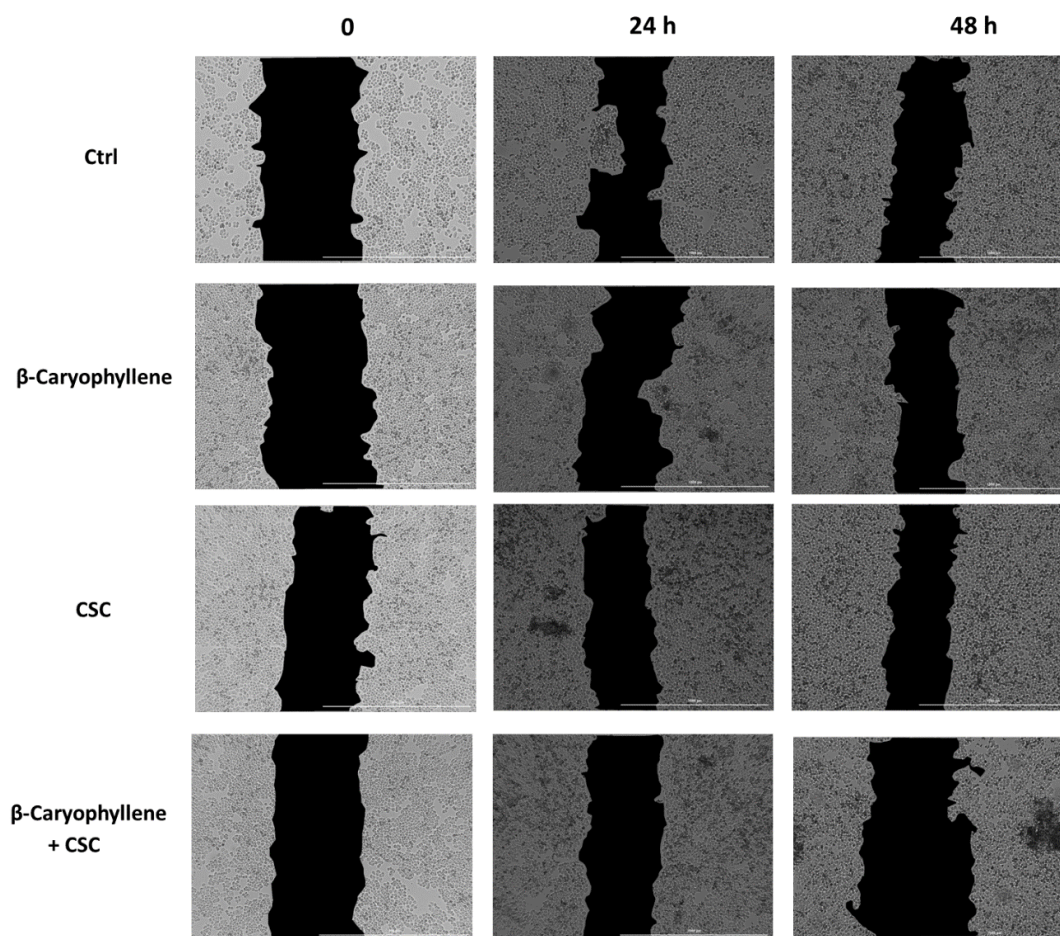 0 24 h 48 h
Ctrl
β-Caryophyllene
CSC
β-Caryophyllene
+ CSC